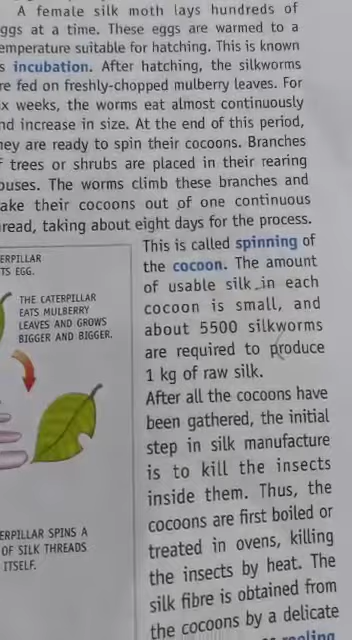 A female silk moth lays hundreds of
ggs at a time. These eggs are warmed to a
emperature suitable for hatching. This is known
s incubation. After hatching, the silkworms
re fed on freshly-chopped mulberry leaves. For
x weeks, the worms eat almost continuously
nd increase in size. At the end of this period,
hey are ready to spin their cocoons. Branches
f trees or shrubs are placed in their rearing
ouses. The worms climb these branches and
ake their cocoons out of one continuous
hread, taking about eight days for the process.
This is called spinning of
the cocoon. The amount
of usable silk in each
cocoon is small, and
about 5500 silkworms
are required to produce
1 kg of raw silk.
After all the cocoons have
been gathered, the initial
step in silk manufacture
is to kill the insects
inside them. Thus, the
cocoons are first boiled or
treated in ovens, killing
the insects by heat. The
silk fibre is obtained from
the cocoons by a delicate
reeling
ERPILLAR
TS EGG.
THE CATERPILLAR
EATS MULBERRY
LEAVES AND GROWS
BIGGER AND BIGGER.
ERPILLAR SPINS A
OF SILK THREADS
ITSELF.